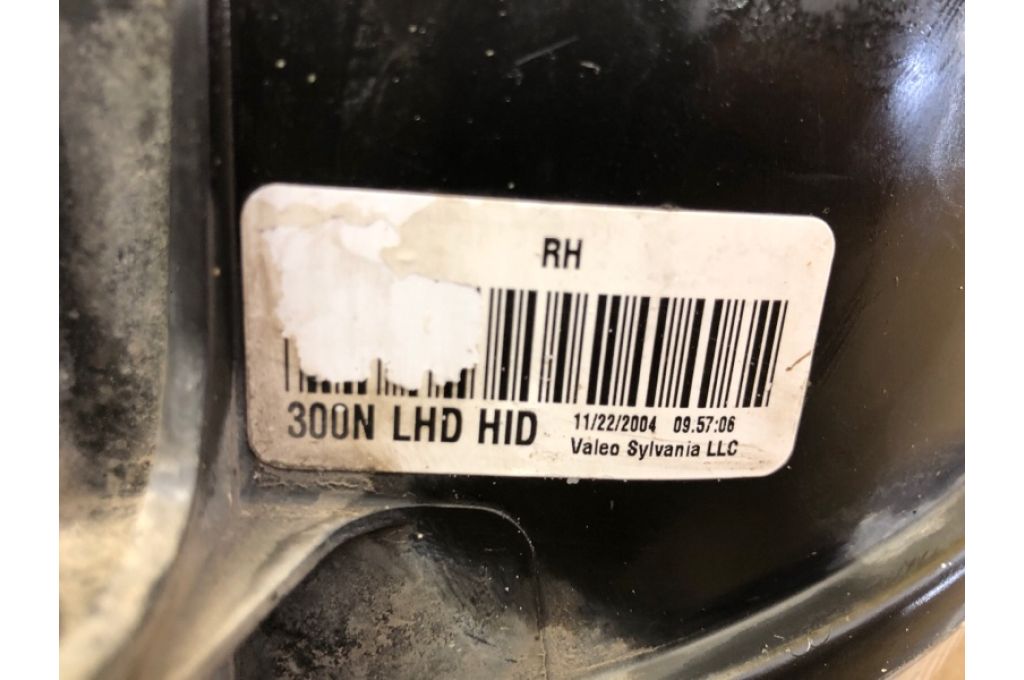 RH
300N LHD HID
11/22/2004 09.57:06
Valeo Sylvania LLC